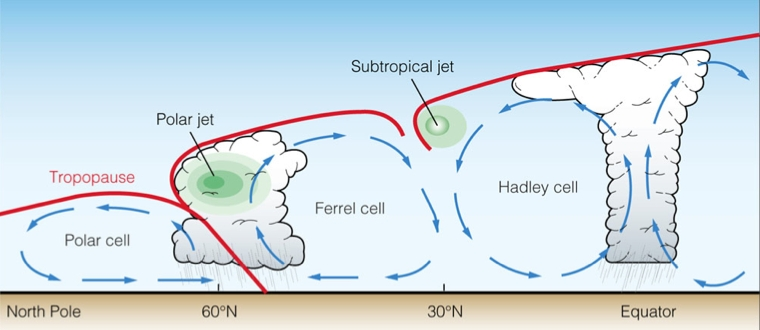 Subtropical jet
Polar jet
Tropopause
Hadley cell
Ferrel cell
Polar cell
North Pole
60°N
30°N
Equator